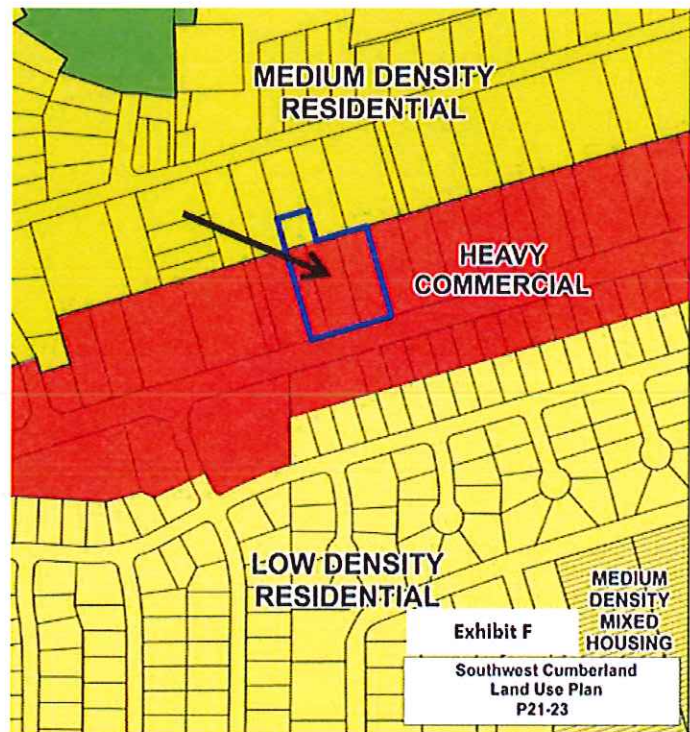 MEDIUM DENSITY
RESIDENTIAL
HEAVY
COMMERCIAL
LOW DENSITY
RESIDENTIAL
MEDIUM
DENSITY
MIXED
HOUSING
Exhibit F
Southwest Cumberland
Land Use Plan
P21-23